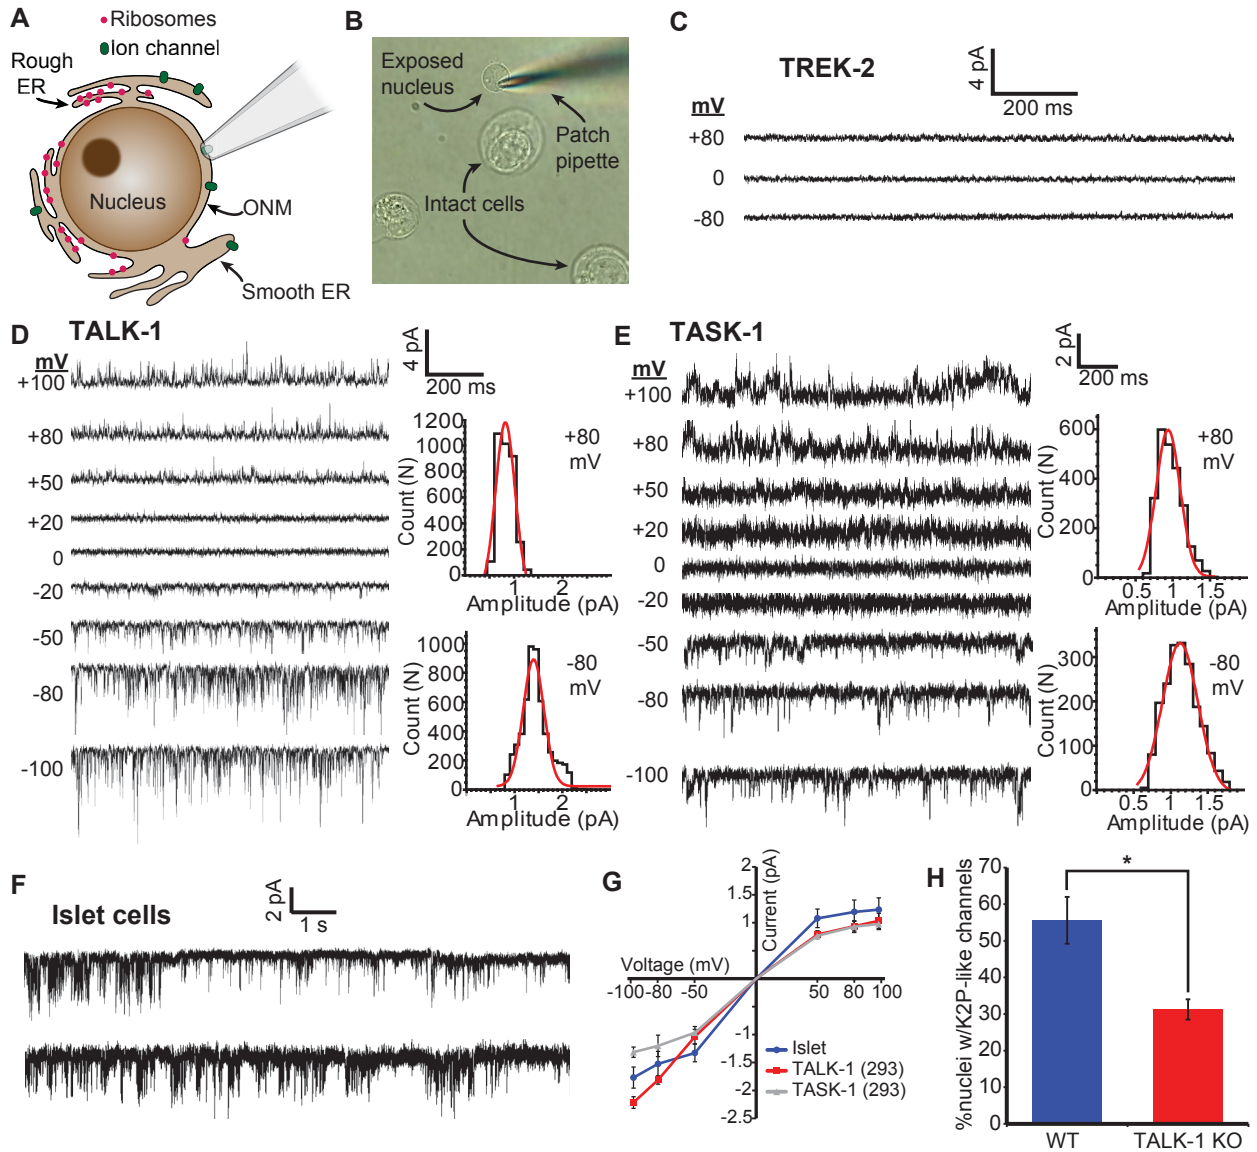 A
Ribosomes
Ion channel
Rough
ER
Nucleus
ONM
Smooth ER
B
Exposed
nucleus
Patch
pipette
Intact cells
C
TREK-2
4 pA
200 ms
mV
+80
0
-80
D
TALK-1
4 pA
200 ms
mV
+100
+80
+50
+20
0
-20
-50
-80
-100
Count (N)
1200
1000
800
600
400
200
0
+80
mV
1 2
Amplitude (pA)
Count (N)
1000
800
600
400
200
0
-80
mV
1 2
Amplitude (pA)
E
TASK-1
2 pA
200 ms
mV
+100
+80
+50
+20
0
-20
-50
-80
-100
Count (N)
600
400
200
0
+80
mV
0.5 1 1.5
Amplitude (pA)
Count (N)
300
200
100
0
-80
mV
0.5 1 1.5
Amplitude (pA)
F
Islet cells
2 pA
1 s
G
Current (pA)
2
1.5
1
Voltage (mV)
-100 -80 -50 50 80 100
-1
-1.5
-2
-2.5
Islet
TALK-1 (293)
TASK-1 (293)
H
%nuclei w/K2P-like channels
70
60
50
40
30
20
10
0
*
WT TALK-1 KO